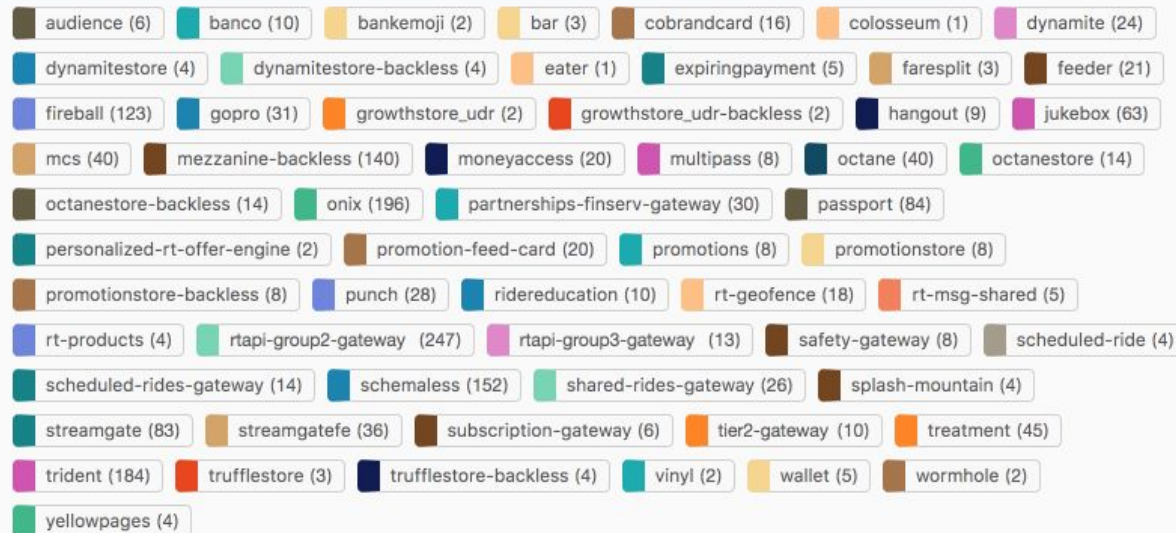 audience (6) banco (10) bankemoji (2) bar (3) cobrandcard (16) colosseum (1) dynamite (24)
dynamitestore (4) dynamitestore-backless (4) eater (1) expiringpayment (5) faresplit (3) feeder (21)
fireball (123) gopro (31) growthstore_udr (2) growthstore_udr-backless (2) hangout (9) jukebox (63)
mcs (40) mezzanine-backless (140) moneyaccess (20) multipass (8) octane (40) octanestore (14)
octanestore-backless (14) onix (196) partnerships-finserv-gateway (30) passport (84)
personalized-rt-offer-engine (2) promotion-feed-card (20) promotions (8) promotionstore (8)
promotionstore-backless (8) punch (28) ridereducation (10) rt-geofence (18) rt-msg-shared (5)
rt-products (4) rtapi-group2-gateway (247) rtapi-group3-gateway (13) safety-gateway (8) scheduled-ride (4)
scheduled-rides-gateway (14) schemaless (152) shared-rides-gateway (26) splash-mountain (4)
streamgate (83) streamgatefe (36) subscription-gateway (6) tier2-gateway (10) treatment (45)
trident (184) trufflestore (3) trufflestore-backless (4) vinyl (2) wallet (5) wormhole (2)
yellowpages (4)